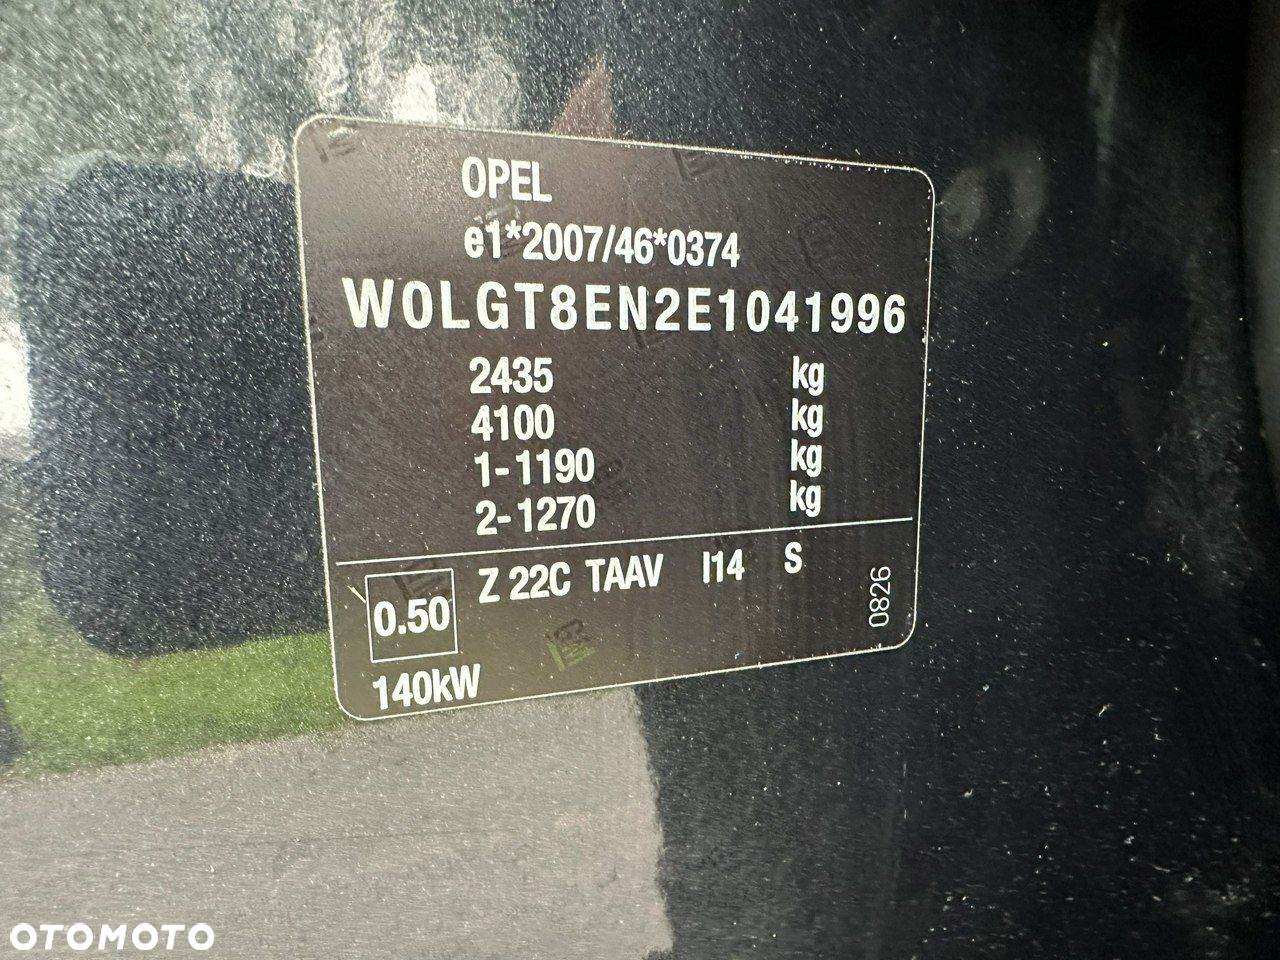 OPEL
e1*2007/46*0374
W0LGT8EN2E1041996
2435 kg
4100 kg
1-1190 kg
2-1270 kg
0.50 Z 22C TAAV I14 S
0826
140kW
OTOMOTO